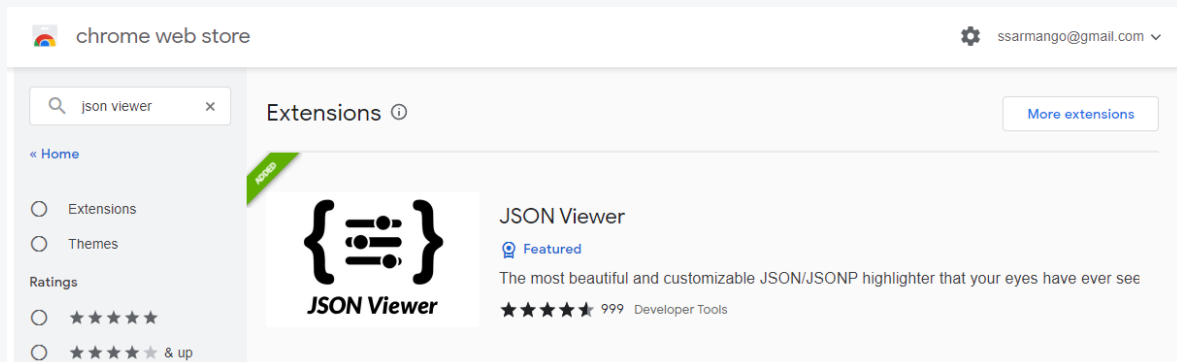 chrome web store
ssarmango@gmail.com
json viewer
« Home
Extensions
Themes
Ratings
& up
Extensions
More extensions
ADDED
JSON Viewer
JSON Viewer
Featured
The most beautiful and customizable JSON/JSONP highlighter that your eyes have ever see
999 Developer Tools